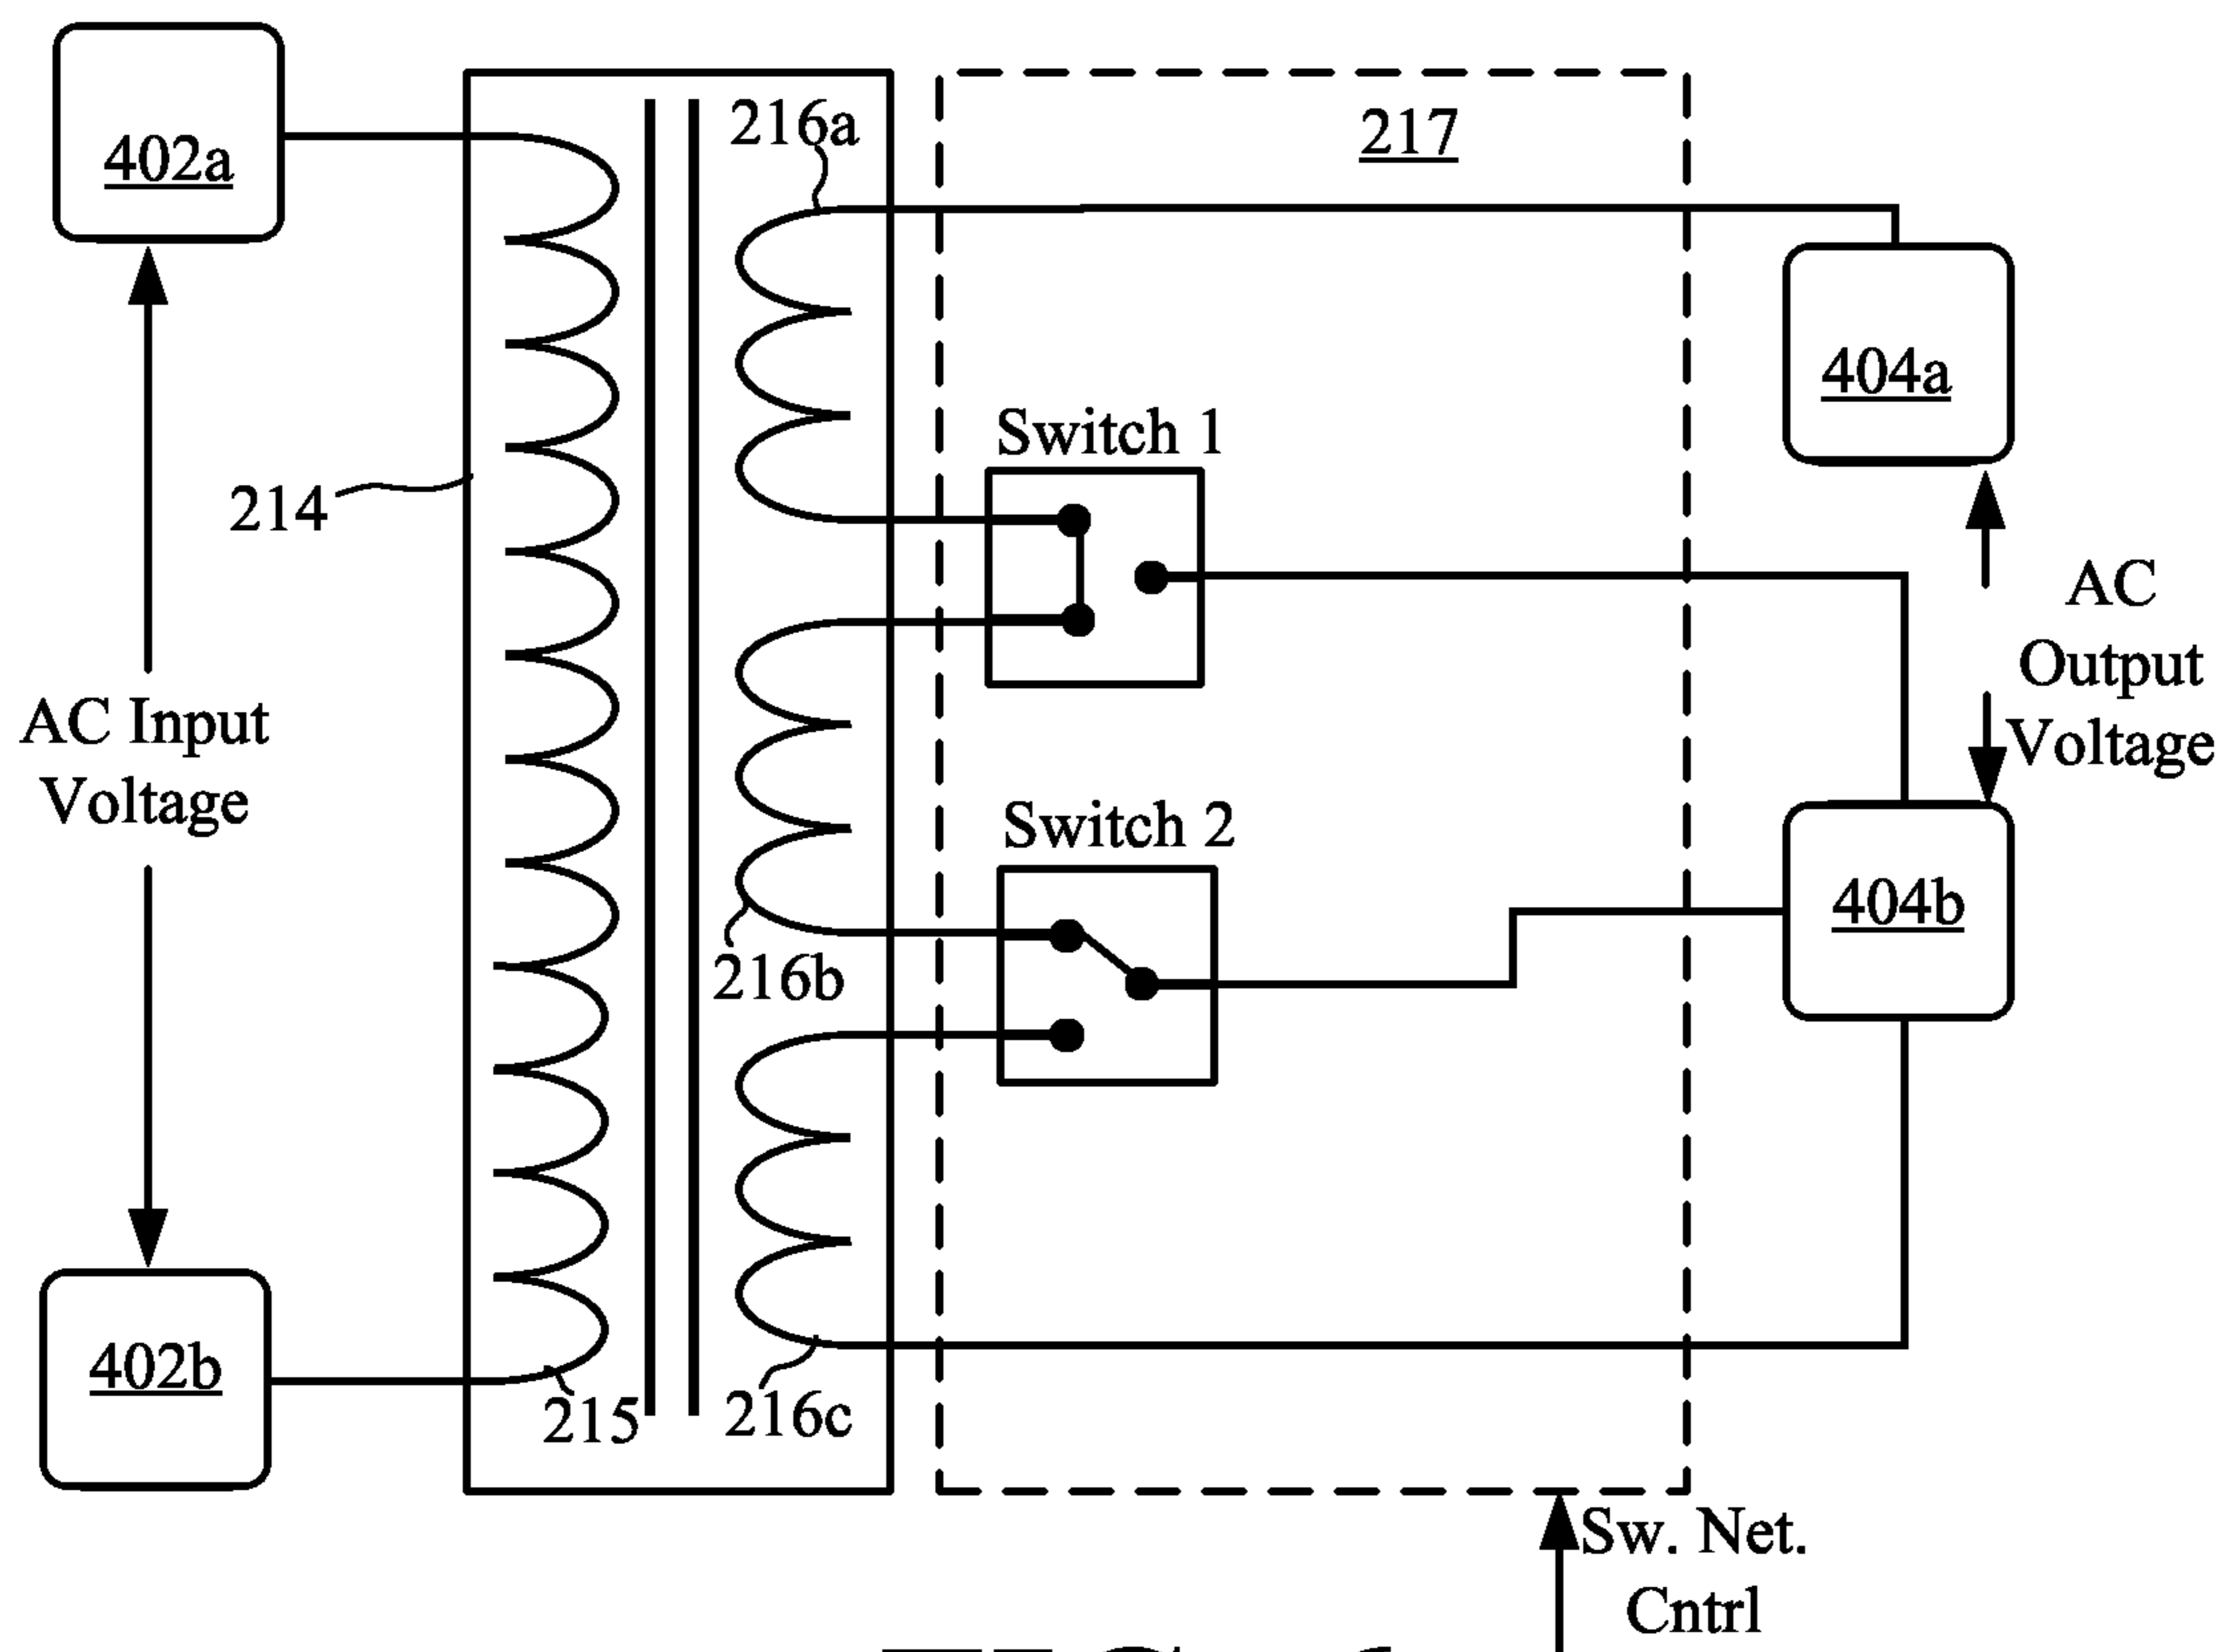 402a
216a
217
404a
Switch 1
214
AC
Output
Voltage
AC Input
Voltage
Switch 2
404b
216b
402b
215
216c
Sw. Net.
Cntrl